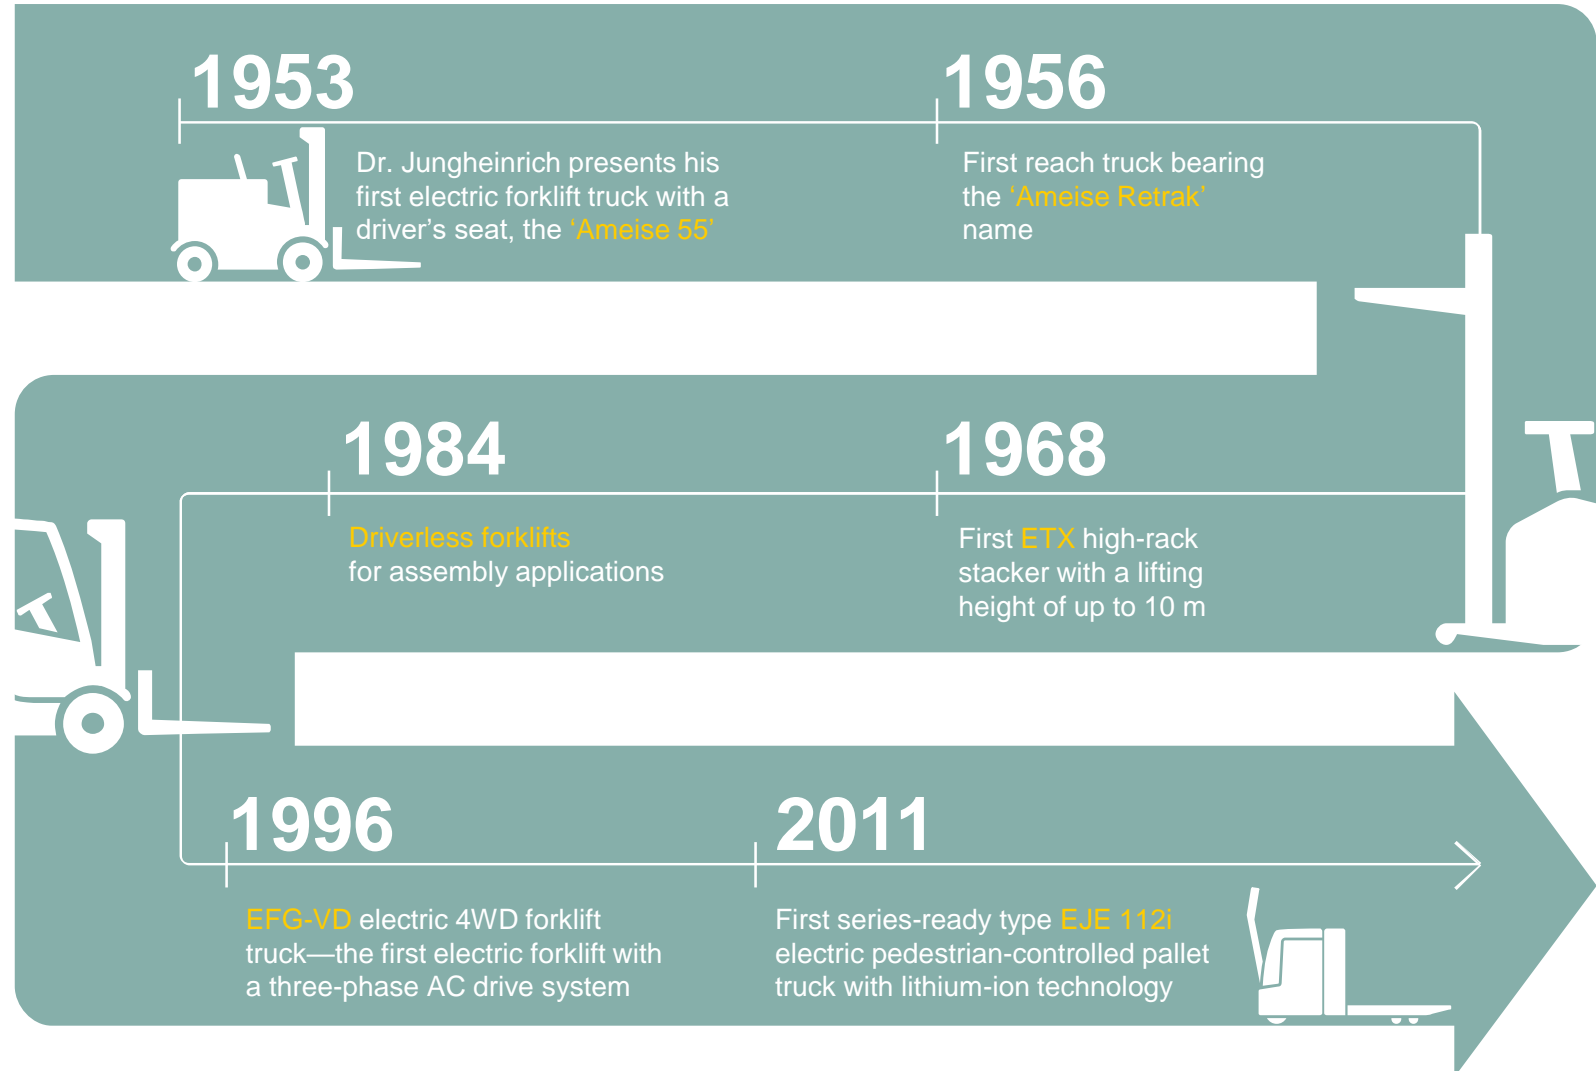 1953
Dr. Jungheinrich presents his
first electric forklift truck with a
driver’s seat, the ‘Ameise 55’
1956
First reach truck bearing
the ‘Ameise Retrak’
name
1968
First ETX high-rack
stacker with a lifting
height of up to 10 m
1984
Driverless forklifts
for assembly applications
1996
EFG-VD electric 4WD forklift
truck—the first electric forklift with
a three-phase AC drive system
2011
First series-ready type EJE 112i
electric pedestrian-controlled pallet
truck with lithium-ion technology